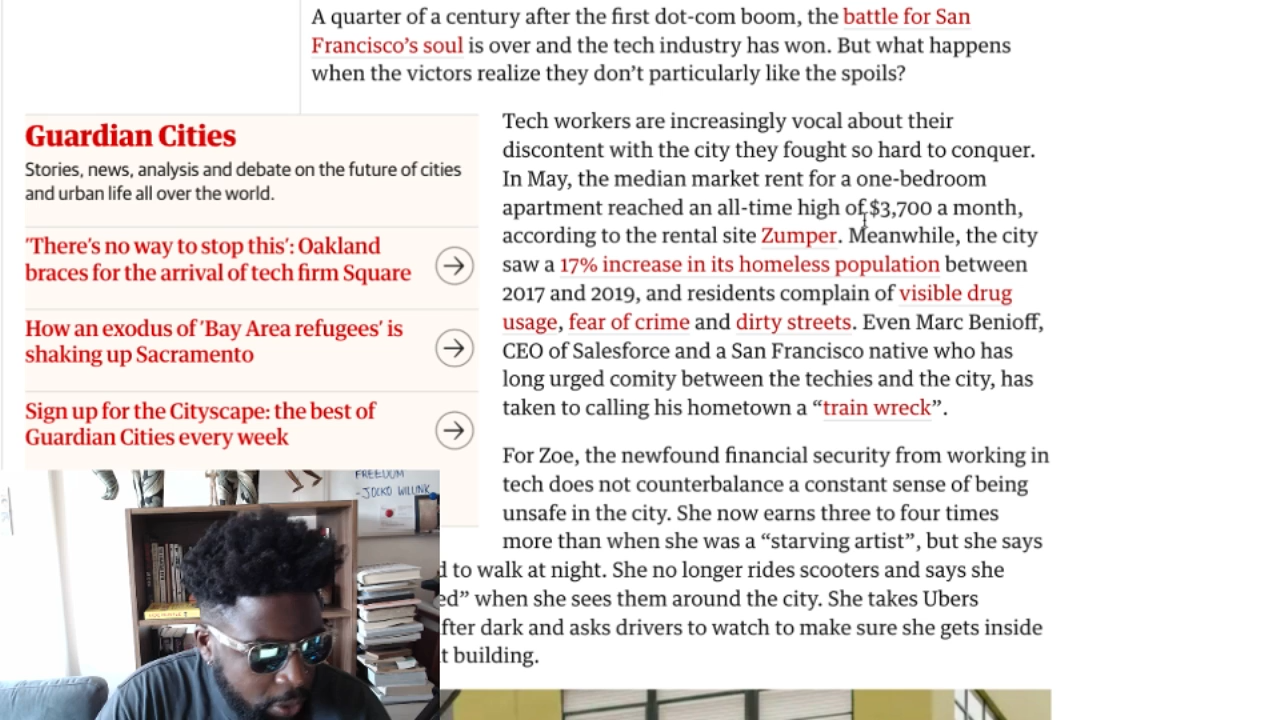 A quarter of a century after the first dot-com boom, the battle for San
Francisco’s soul is over and the tech industry has won. But what happens
when the victors realize they don’t particularly like the spoils?
Guardian Cities
Stories, news, analysis and debate on the future of cities
and urban life all over the world.
‘There’s no way to stop this’: Oakland
braces for the arrival of tech firm Square
How an exodus of ‘Bay Area refugees’ is
shaking up Sacramento
Sign up for the Cityscape: the best of
Guardian Cities every week
Tech workers are increasingly vocal about their
discontent with the city they fought so hard to conquer.
In May, the median market rent for a one-bedroom
apartment reached an all-time high of $3,700 a month,
according to the rental site Zumper. Meanwhile, the city
saw a 17% increase in its homeless population between
2017 and 2019, and residents complain of visible drug
usage, fear of crime and dirty streets. Even Marc Benioff,
CEO of Salesforce and a San Francisco native who has
long urged comity between the techies and the city, has
taken to calling his hometown a “train wreck”.
For Zoe, the newfound financial security from working in
tech does not counterbalance a constant sense of being
unsafe in the city. She now earns three to four times
more than when she was a “starving artist”, but she says
to walk at night. She no longer rides scooters and says she
when she sees them around the city. She takes Ubers
dark and asks drivers to watch to make sure she gets inside
building.
FREEDOM
-JOCKO WILLINK